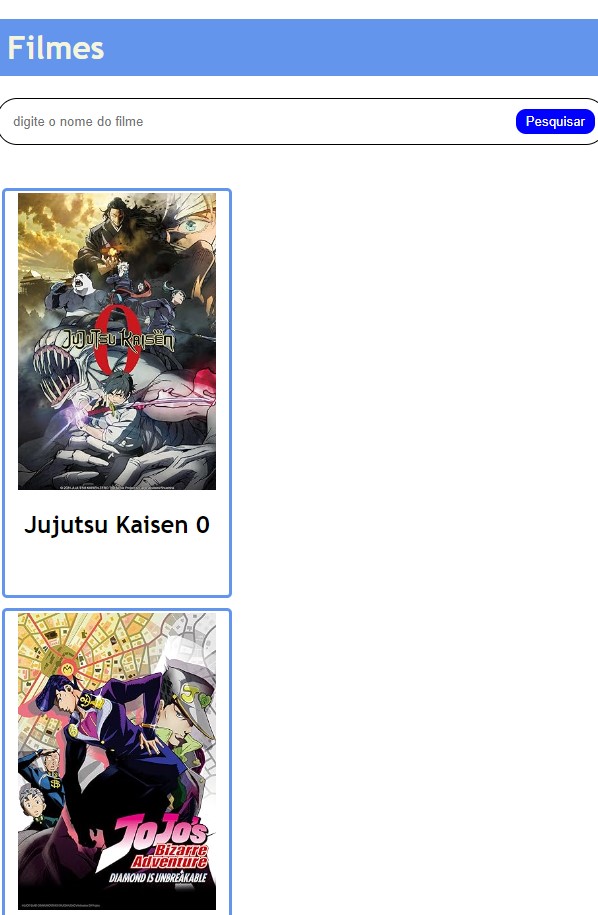 Filmes
digite o nome do filme
Pesquisar
0
JUJUTSU KAISEN
Jujutsu Kaisen 0
JOJO'S
Bizarre
Adventure
DIAMOND IS UNBREAKABLE